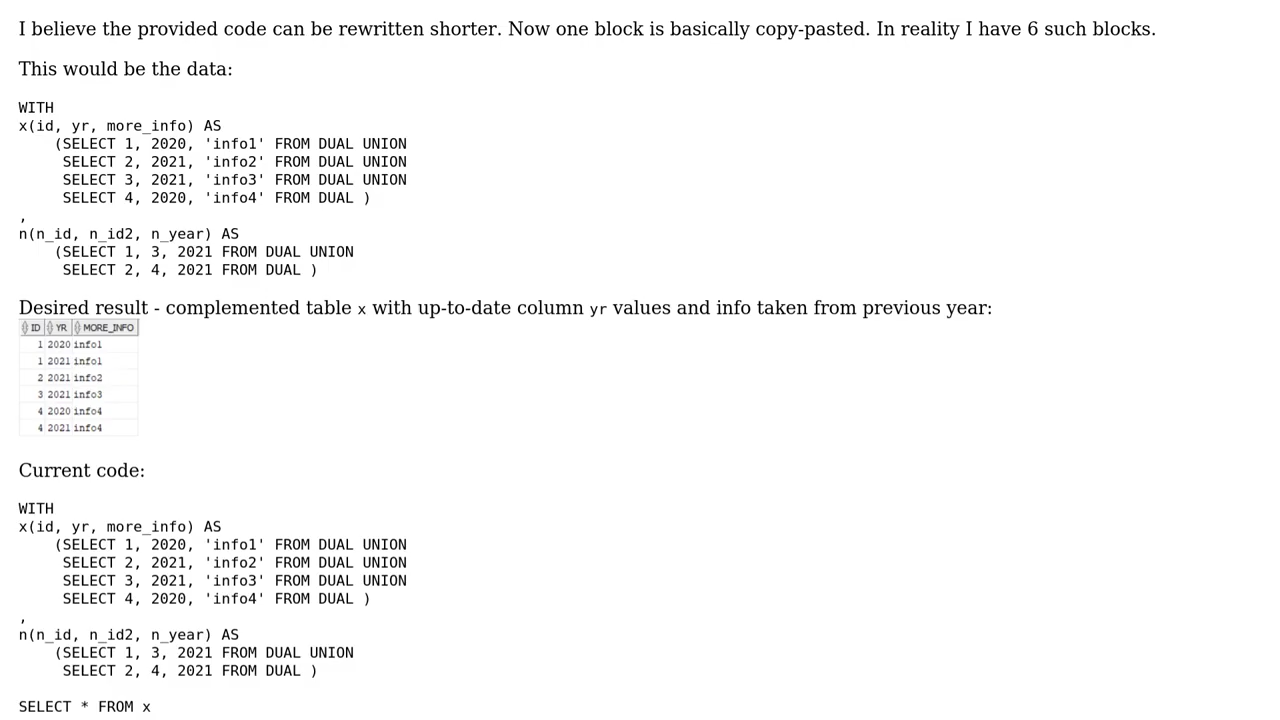 I believe the provided code can be rewritten shorter. Now one block is basically copy-pasted. In reality I have 6 such blocks.
This would be the data:
WITH
x(id, yr, more_info) AS
(SELECT 1, 2020, 'info1' FROM DUAL UNION
SELECT 2, 2021, 'info2' FROM DUAL UNION
SELECT 3, 2021, 'info3' FROM DUAL UNION
SELECT 4, 2020, 'info4' FROM DUAL )
,
n(n_id, n_id2, n_year) AS
(SELECT 1, 3, 2021 FROM DUAL UNION
SELECT 2, 4, 2021 FROM DUAL )
Desired result - complemented table x with up-to-date column yr values and info taken from previous year:
ID YR MORE_INFO
1 2020 info1
1 2021 info1
2 2021 info2
3 2021 info3
4 2020 info4
4 2021 info4
Current code:
WITH
x(id, yr, more_info) AS
(SELECT 1, 2020, 'info1' FROM DUAL UNION
SELECT 2, 2021, 'info2' FROM DUAL UNION
SELECT 3, 2021, 'info3' FROM DUAL UNION
SELECT 4, 2020, 'info4' FROM DUAL )
,
n(n_id, n_id2, n_year) AS
(SELECT 1, 3, 2021 FROM DUAL UNION
SELECT 2, 4, 2021 FROM DUAL )
SELECT * FROM x